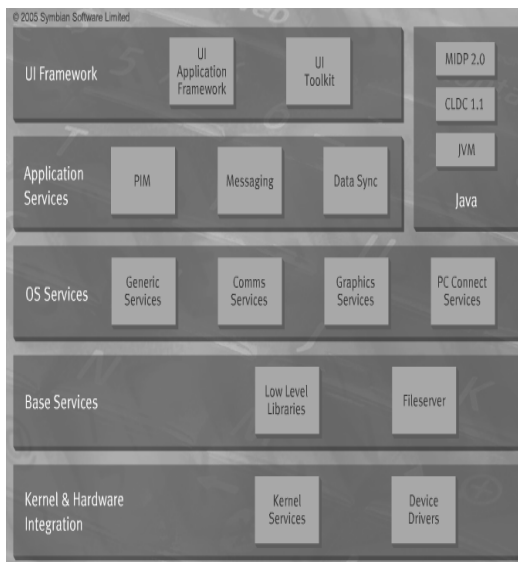 © 2005 Symbian Software Limited
UI Framework
UI
Application
Framework
UI
Toolkit
MIDP 2.0
CLDC 1.1
JVM
Java
Application
Services
PIM
Messaging
Data Sync
OS Services
Generic
Services
Comms
Services
Graphics
Services
PC Connect
Services
Base Services
Low Level
Libraries
Fileserver
Kernel & Hardware
Integration
Kernel
Services
Device
Drivers